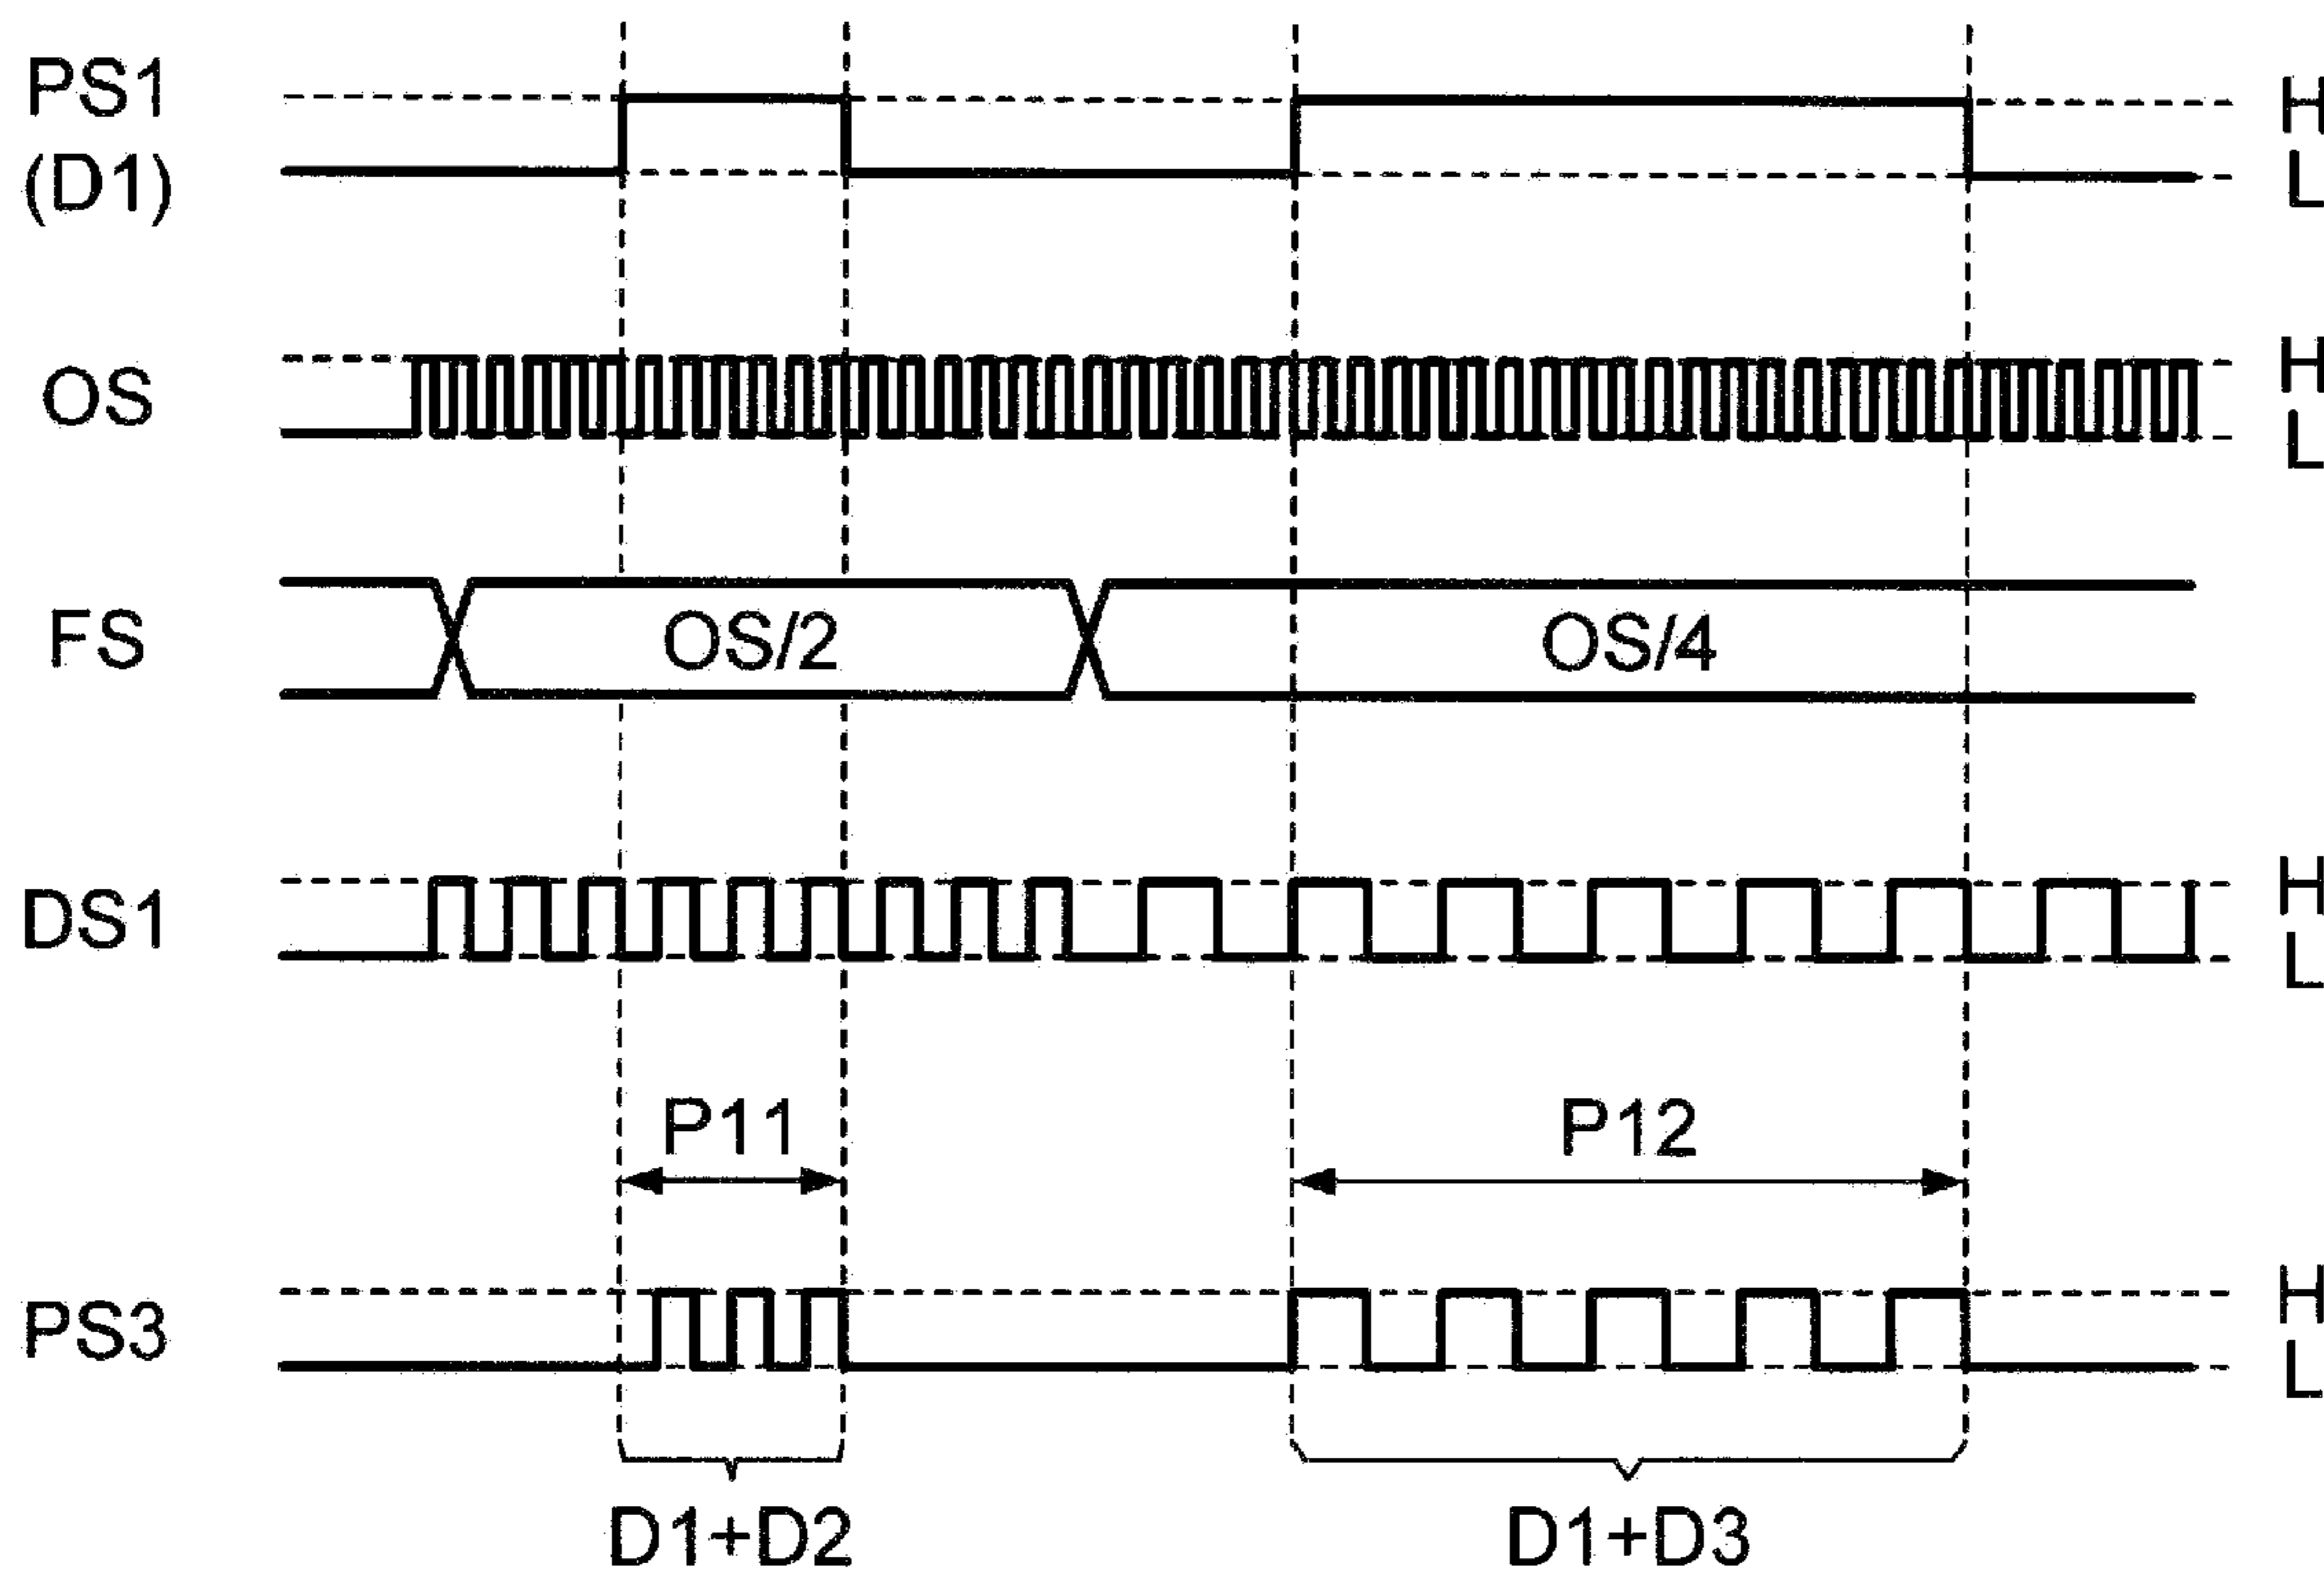 PS1 H
(D1) L
OS H
L
FS OS/2 OS/4
DS1 H
L
P11 P12
PS3 H
L
D1+D2 D1+D3